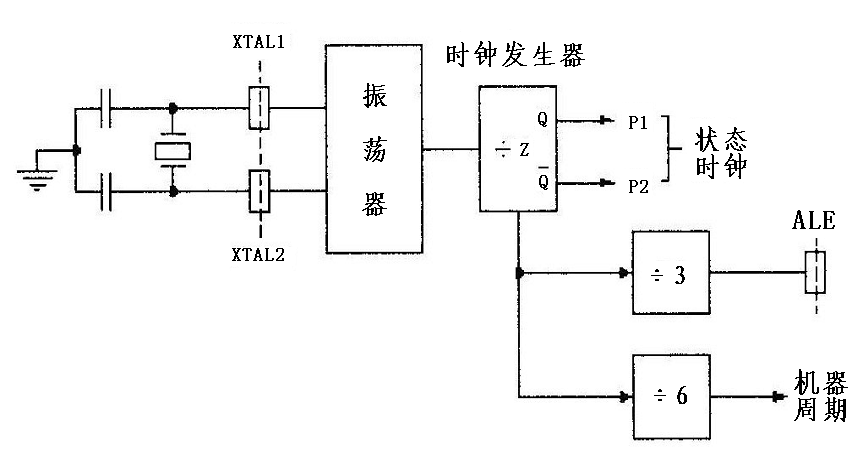 XTAL1
XTAL2
振
荡
器
时钟发生器
÷ Z
Q
Q̅
P1
P2
状态
时钟
÷ 3
ALE
÷ 6
机器
周期